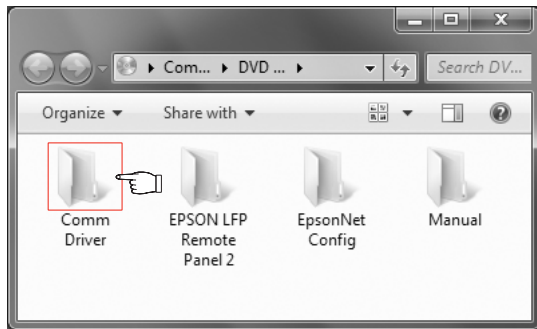 Com... DVD ... Search DV...
Organize Share with
Comm
Driver
EPSON LFP
Remote
Panel 2
EpsonNet
Config
Manual